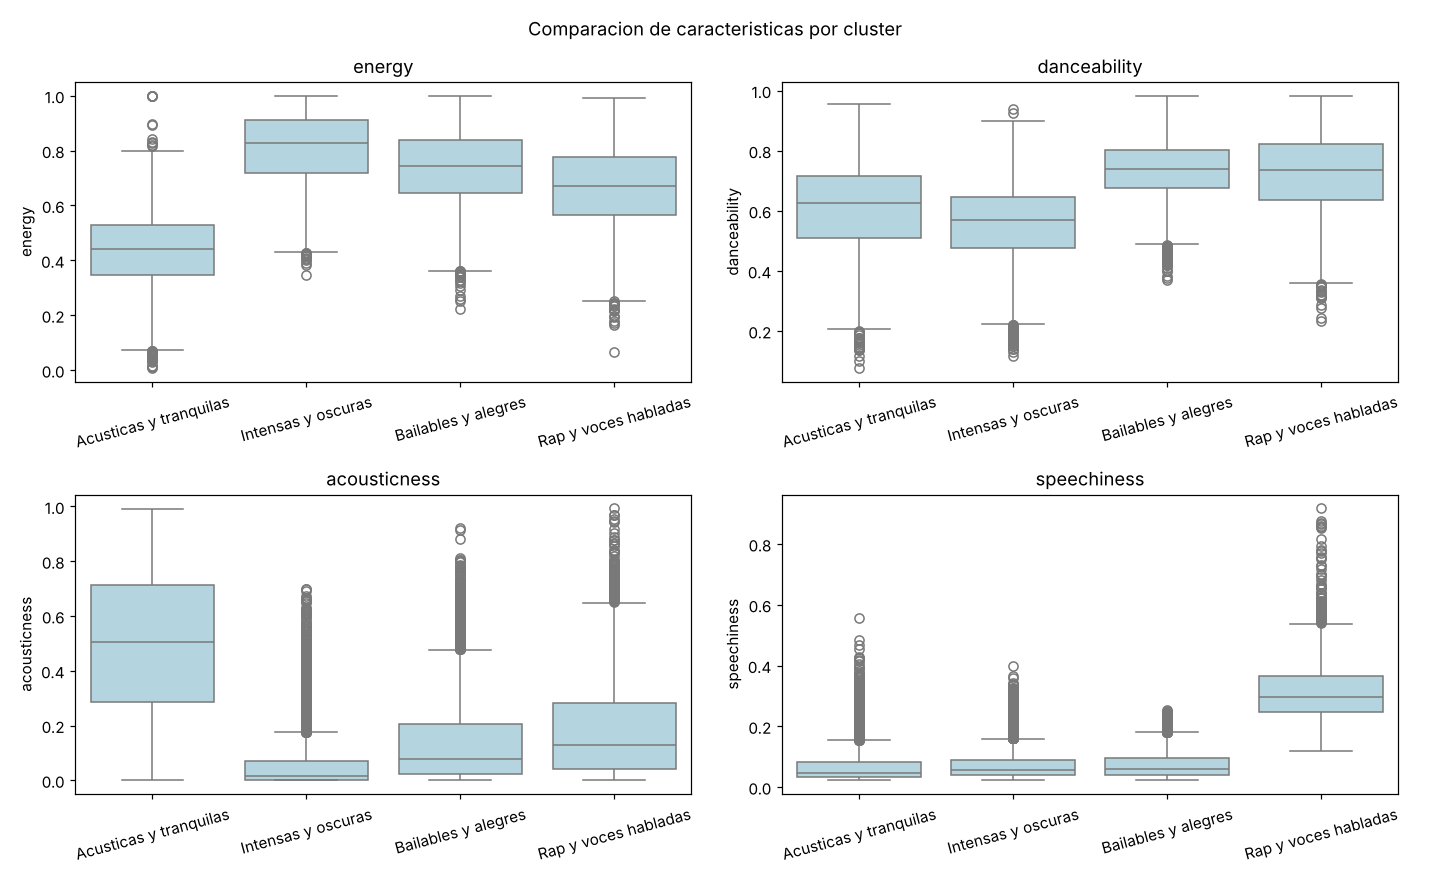 Comparacion de caracteristicas por cluster
energy
1.0
0.8
0.6
0.4
0.2
0.0
energy
Acusticas y tranquilas
Intensas y oscuras
Bailables y alegres
Rap y voces habladas
danceability
1.0
0.8
0.6
0.4
0.2
danceability
Acusticas y tranquilas
Intensas y oscuras
Bailables y alegres
Rap y voces habladas
acousticness
1.0
0.8
0.6
0.4
0.2
0.0
acousticness
Acusticas y tranquilas
Intensas y oscuras
Bailables y alegres
Rap y voces habladas
speechiness
0.8
0.6
0.4
0.2
0.0
speechiness
Acusticas y tranquilas
Intensas y oscuras
Bailables y alegres
Rap y voces habladas